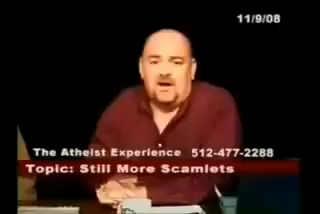 11/9/08
The Atheist Experience 512-477-2288
Topic: Still More Scamlets